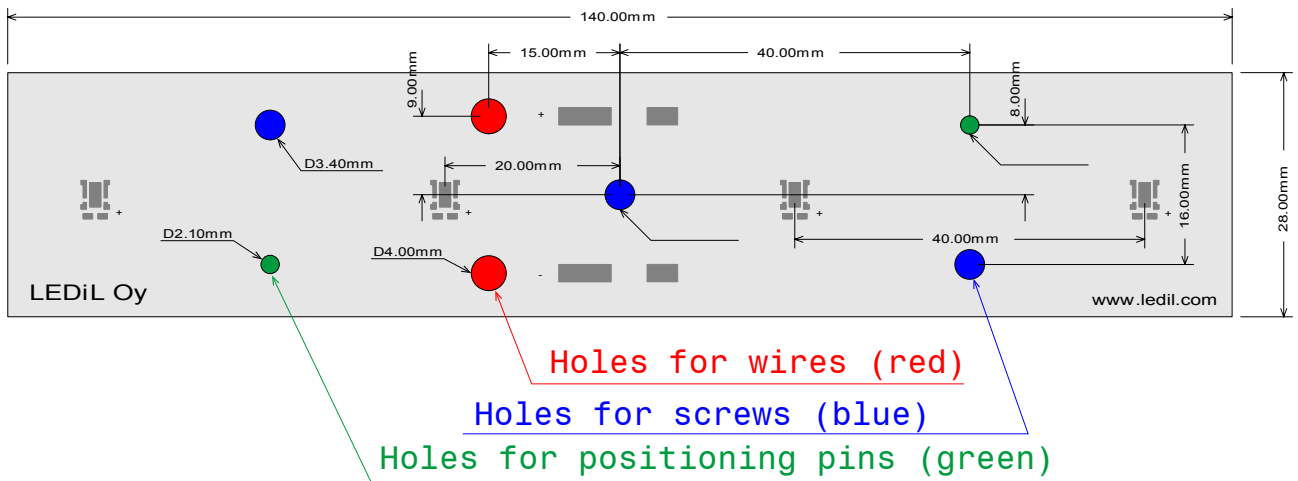 140.00mm
15.00mm
40.00mm
9.00mm
+
8.00mm
D3.40mm
20.00mm
16.00mm
28.00mm
+
+
+
+
D2.10mm
D4.00mm
40.00mm
-
LEDiL Oy
www.ledil.com
Holes for wires (red)
Holes for screws (blue)
Holes for positioning pins (green)